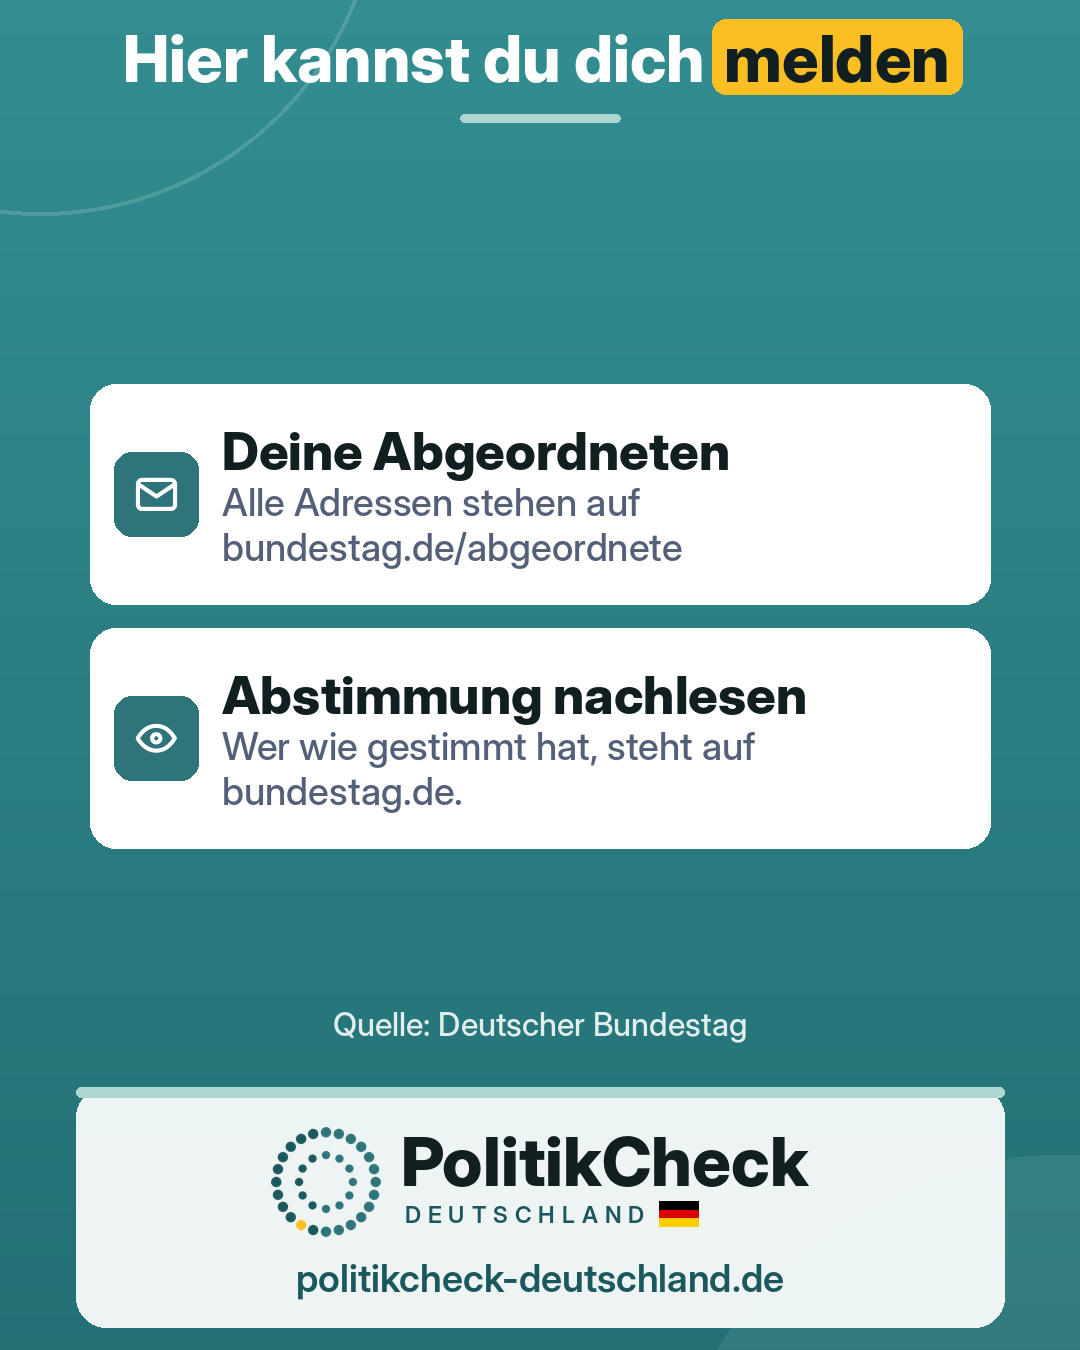 Hier kannst du dich melden
Deine Abgeordneten
Alle Adressen stehen auf
bundestag.de/abgeordnete
Abstimmung nachlesen
Wer wie gestimmt hat, steht auf
bundestag.de.
Quelle: Deutscher Bundestag
PolitikCheck
DEUTSCHLAND
politikcheck-deutschland.de